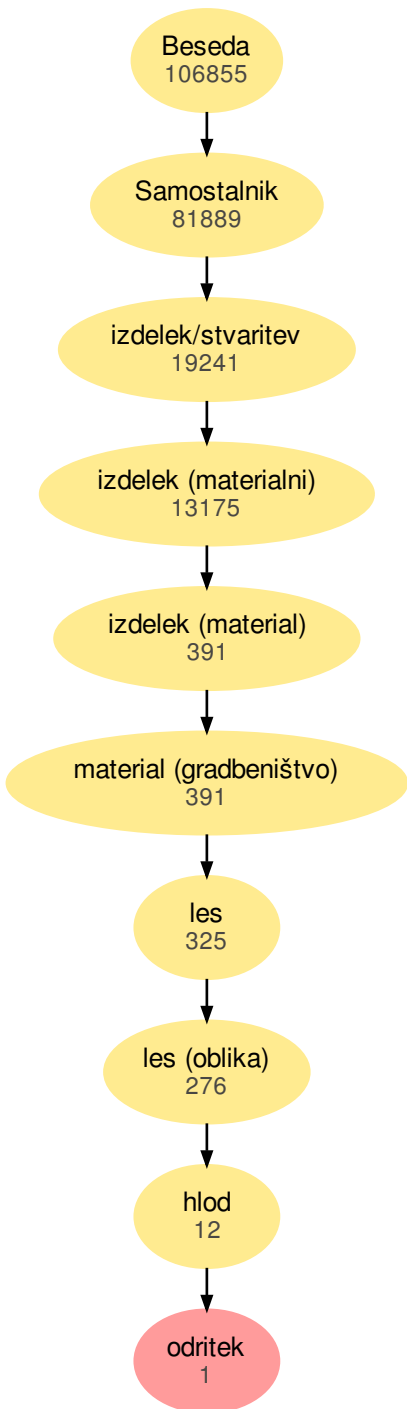 Beseda
106855
Samostalnik
81889
izdelek/stvaritev
19241
izdelek (materialni)
13175
izdelek (material)
391
material (gradbeništvo)
391
les
325
les (oblika)
276
hlod
12
odritek
1